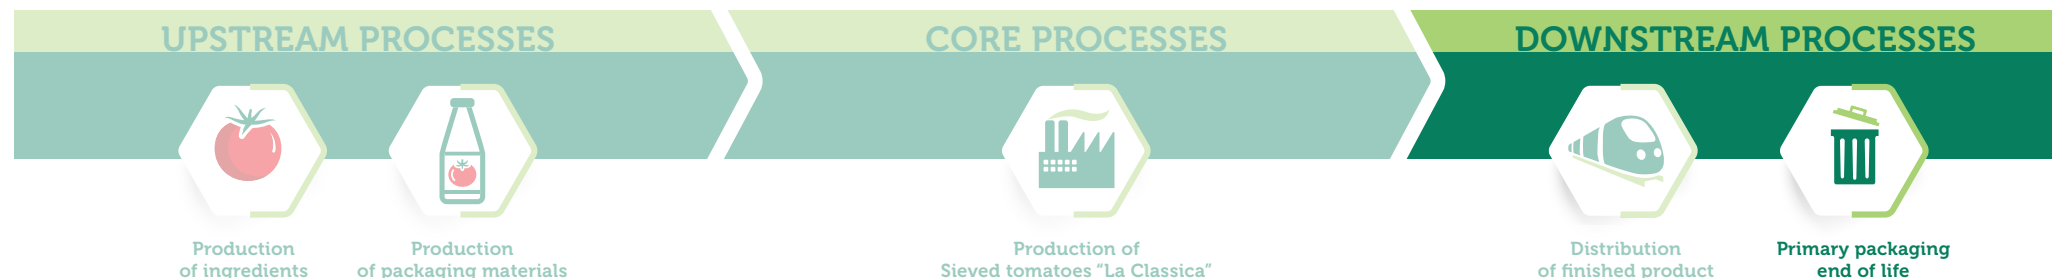 UPSTREAM PROCESSES
CORE PROCESSES
DOWNSTREAM PROCESSES
Production
of ingredients
Production
of packaging materials
Production of
Sieved tomatoes “La Classica”
Distribution
of finished product
Primary packaging
end of life